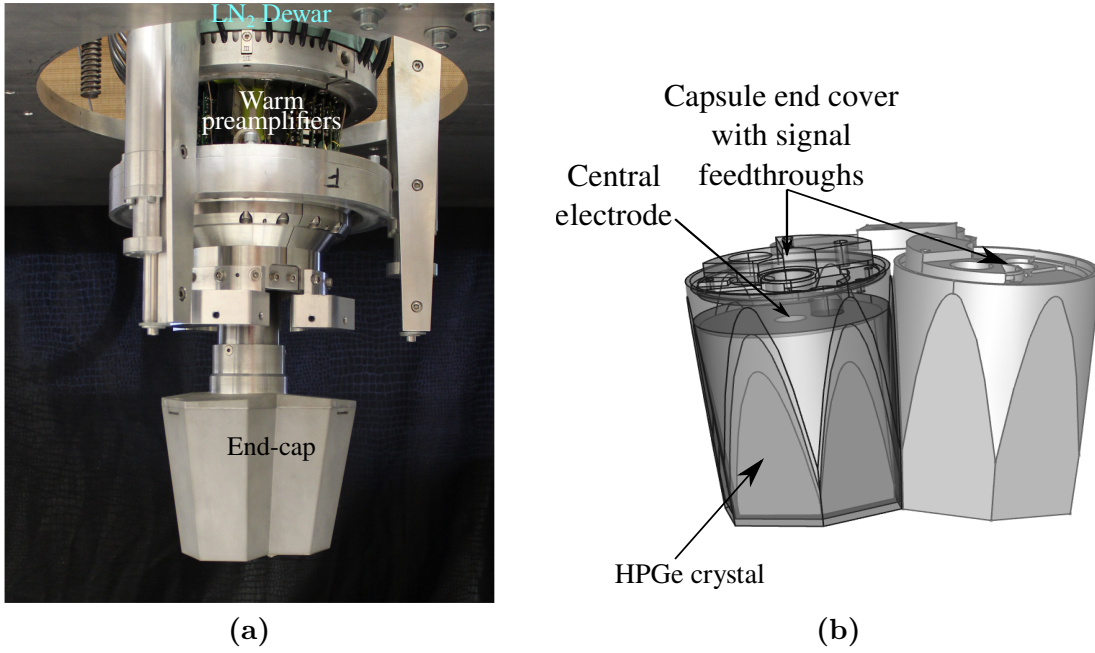 LN₂ Dewar
Warm
preamplifiers
F
End-cap
(a)
Capsule end cover
with signal
feedthroughs
Central
electrode
HPGe crystal
(b)